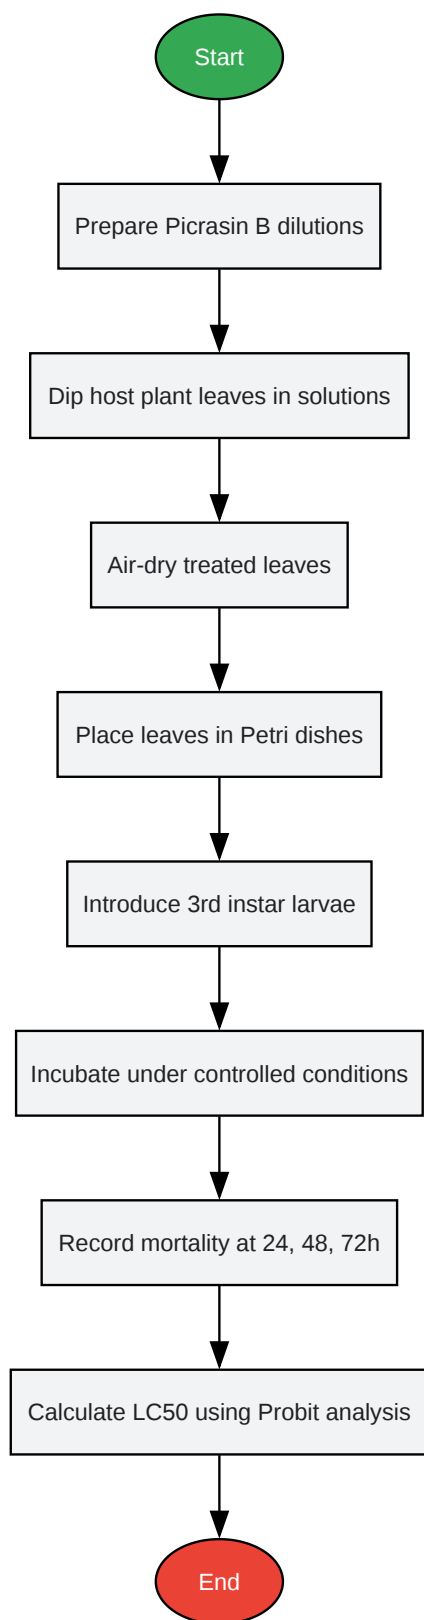 Start
Prepare Picrasin B dilutions
Dip host plant leaves in solutions
Air-dry treated leaves
Place leaves in Petri dishes
Introduce 3rd instar larvae
Incubate under controlled conditions
Record mortality at 24, 48, 72h
Calculate LC50 using Probit analysis
End